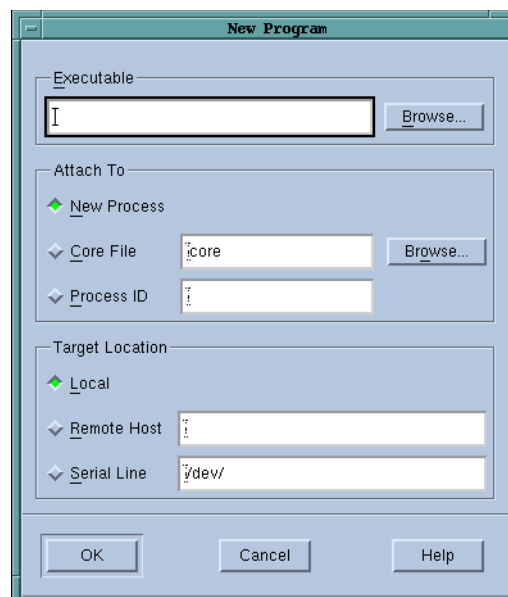 New Program
Executable
Browse...
Attach To
New Process
Core File
core
Browse...
Process ID
Target Location
Local
Remote Host
Serial Line
/dev/
OK
Cancel
Help